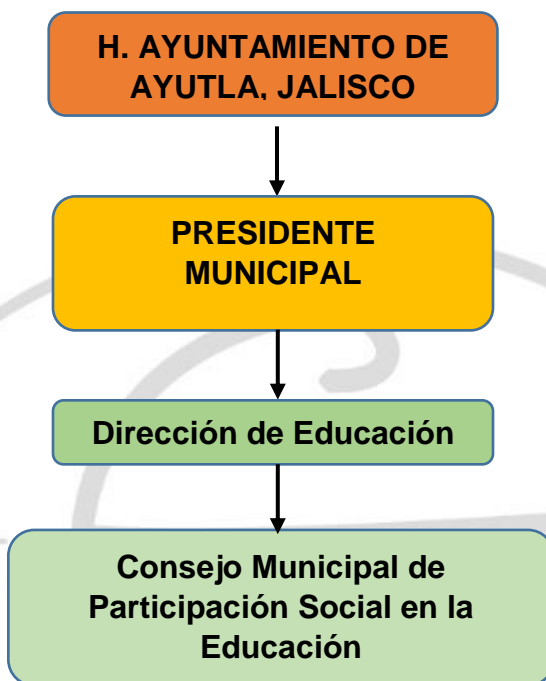 H. AYUNTAMIENTO DE
AYUTLA, JALISCO
PRESIDENTE
MUNICIPAL
Dirección de Educación
Consejo Municipal de
Participación Social en la
Educación